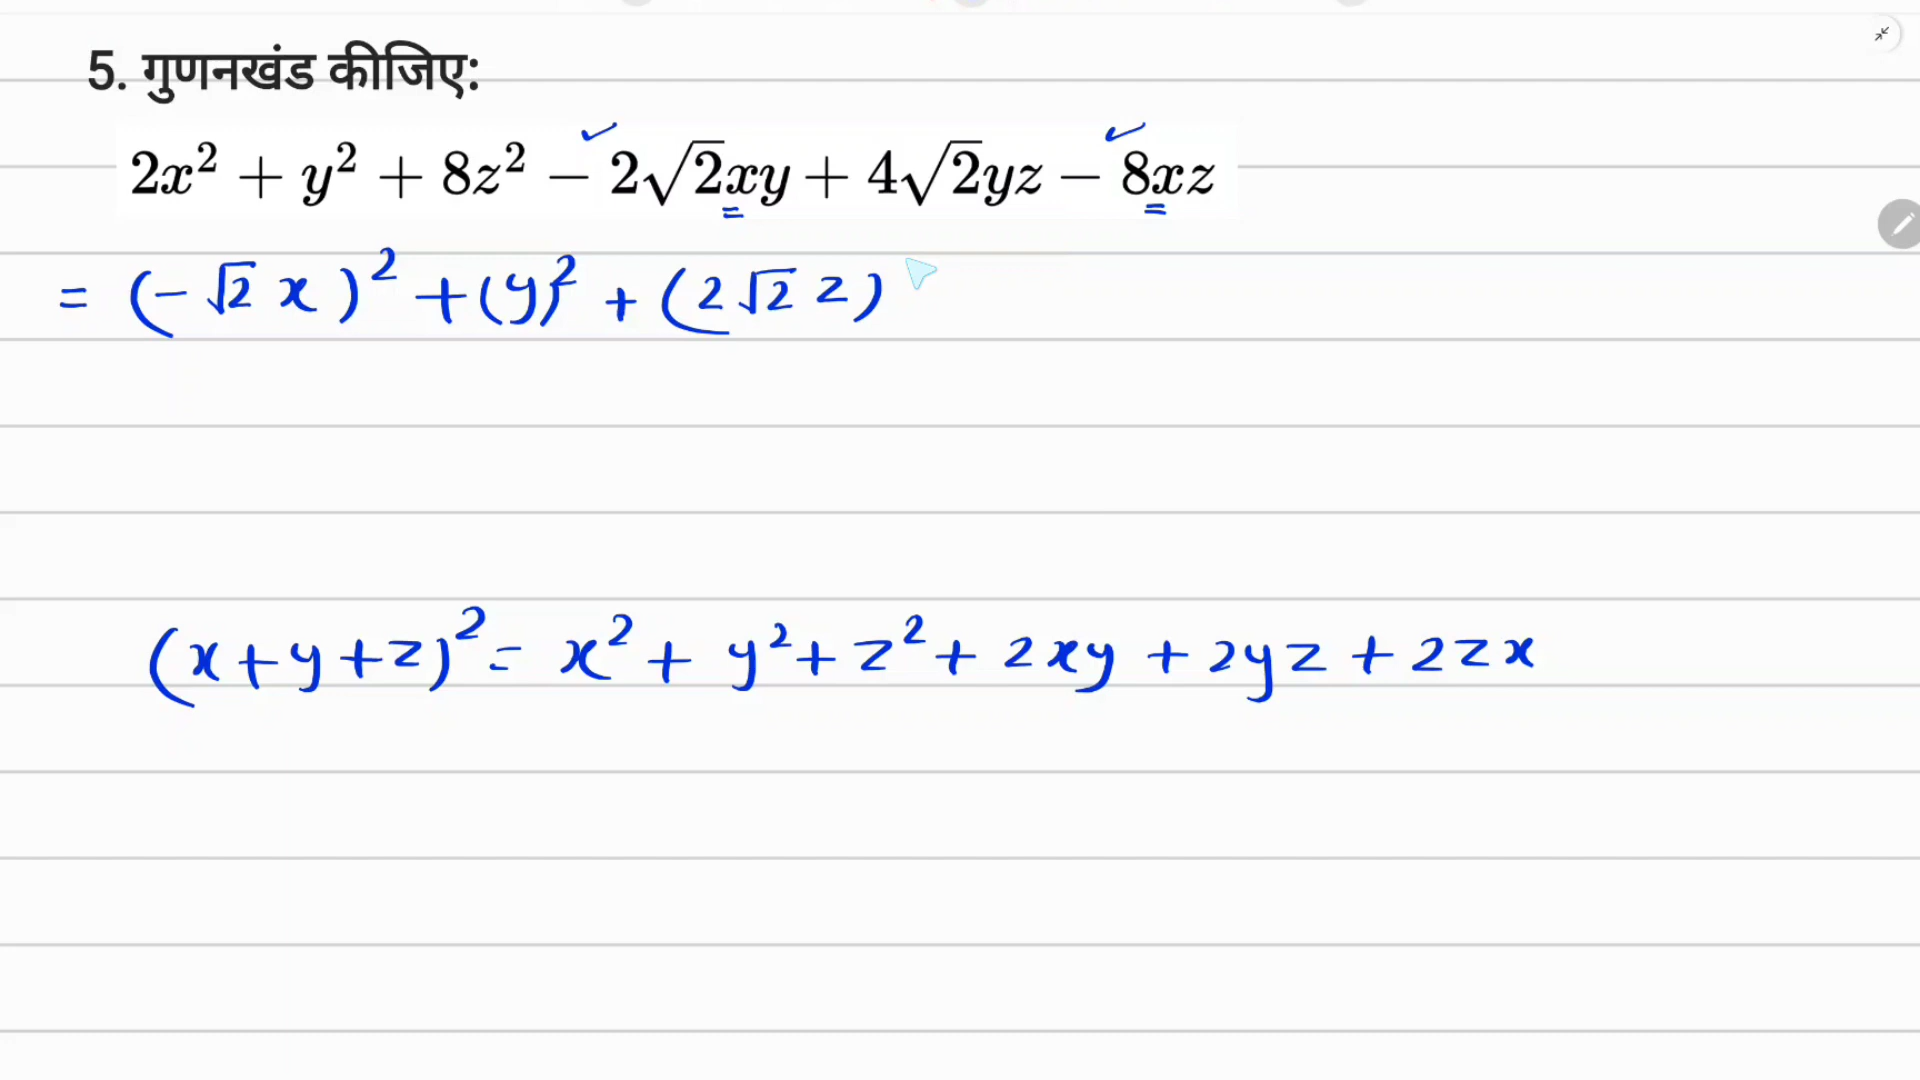 5. गुणनखंड कीजिए:
2x² + y² + 8z² − 2√2xy + 4√2yz − 8xz
= (-√2 x)² + (y)² + (2√2 z)
(x+y+z)² = x² + y² + z² + 2xy + 2yz + 2zx